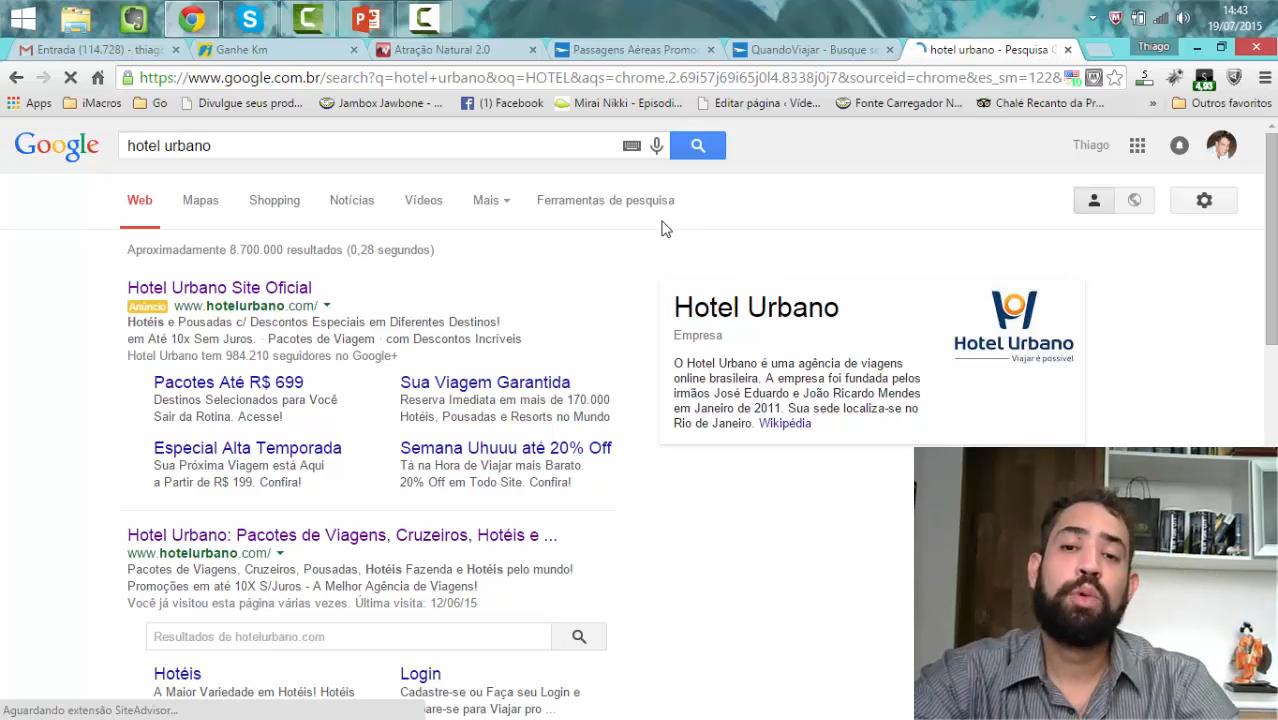 14:43
19/07/2015
Entrada (114.728) - thiag
Ganhe Km
Atração Natural 2.0
Passagens Aéreas Promo
QuandoViajar - Busque se
hotel urbano - Pesquisa G
Thiago
https://www.google.com.br/search?q=hotel+urbano&oq=HOTEL&aqs=chrome.2.69i57j69i65j0l4.8338j0j7&sourceid=chrome&es_sm=122&
Apps
iMacros
Go
Divulgue seus prod...
Jambox Jawbone - ...
(1) Facebook
Mirai Nikki - Episodi...
Editar página ‹ Víde...
Fonte Carregador N...
Chalé Recanto da Pr...
»
Outros favoritos
Google
hotel urbano
Thiago
Web
Mapas
Shopping
Notícias
Vídeos
Mais
Ferramentas de pesquisa
Aproximadamente 8.700.000 resultados (0,28 segundos)
Hotel Urbano Site Oficial
Anúncio www.hotelurbano.com/
Hotéis e Pousadas c/ Descontos Especiais em Diferentes Destinos!
em Até 10x Sem Juros. · Pacotes de Viagem · com Descontos Incríveis
Hotel Urbano tem 984.210 seguidores no Google+
Pacotes Até R$ 699
Destinos Selecionados para Você
Sair da Rotina. Acesse!
Sua Viagem Garantida
Reserva Imediata em mais de 170.000
Hotéis, Pousadas e Resorts no Mundo
Especial Alta Temporada
Sua Próxima Viagem está Aqui
a Partir de R$ 199. Confira!
Semana Uhuuu até 20% Off
Tá na Hora de Viajar mais Barato.
20% Off em Todo Site. Confira!
Hotel Urbano: Pacotes de Viagens, Cruzeiros, Hotéis e ...
www.hotelurbano.com/
Pacotes de Viagens, Cruzeiros, Pousadas, Hotéis Fazenda e Hotéis pelo mundo!
Promoções em até 10X S/Juros - A Melhor Agência de Viagens!
Você já visitou esta página várias vezes. Última visita: 12/06/15
Resultados de hotelurbano.com
Hotéis
A Maior Variedade em Hotéis! Hotéis
Login
Cadastre-se ou Faça seu Login e
pare-se para Viajar pro ...
Hotel Urbano
Empresa
O Hotel Urbano é uma agência de viagens
online brasileira. A empresa foi fundada pelos
irmãos José Eduardo e João Ricardo Mendes
em Janeiro de 2011. Sua sede localiza-se no
Rio de Janeiro. Wikipédia
Hotel Urbano
Viajar é possível
Aguardando extensão SiteAdvisor...